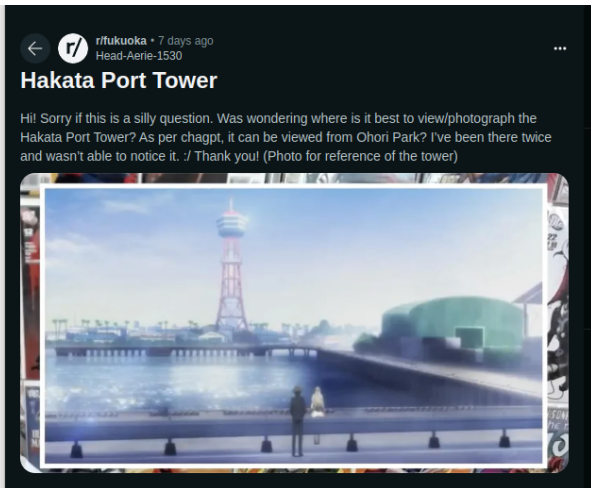 r/fukuoka • 7 days ago
Head-Aerie-1530
Hakata Port Tower
Hi! Sorry if this is a silly question. Was wondering where is it best to view/photograph the
Hakata Port Tower? As per chagpt, it can be viewed from Ohori Park? I've been there twice
and wasn't able to notice it. :/ Thank you! (Photo for reference of the tower)